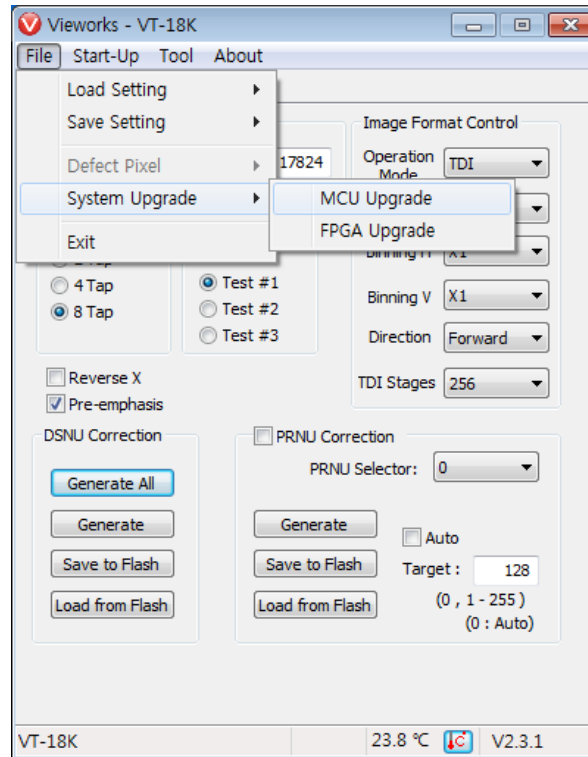 Vieworks - VT-18K
File Start-Up Tool About
Load Setting
Save Setting
Defect Pixel
System Upgrade
Exit
MCU Upgrade
FPGA Upgrade
17824
Image Format Control
Operation Mode TDI
Binning H X1
Binning V X1
Direction Forward
TDI Stages 256
4 Tap
8 Tap
Test #1
Test #2
Test #3
Reverse X
Pre-emphasis
DSNU Correction
Generate All
Generate
Save to Flash
Load from Flash
PRNU Correction
PRNU Selector: 0
Generate
Save to Flash
Load from Flash
Auto
Target : 128
(0 , 1 - 255 )
(0 : Auto)
VT-18K 23.8 ℃ V2.3.1